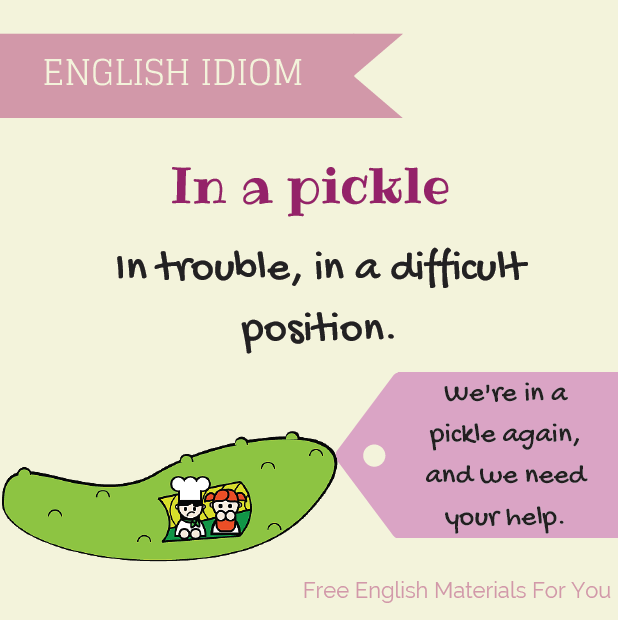 ENGLISH IDIOM
In a pickle
In trouble, in a difficult
position.
We're in a
pickle again,
and we need
your help.
Free English Materials For You